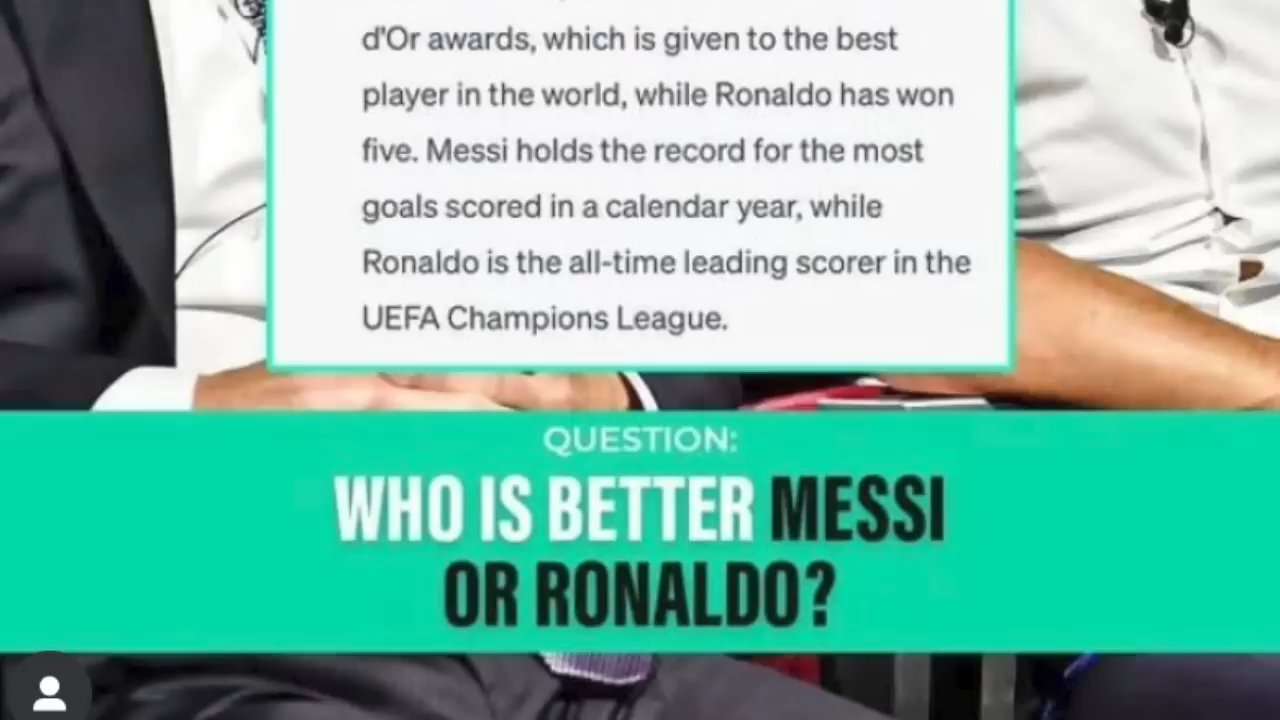 d'Or awards, which is given to the best
player in the world, while Ronaldo has won
five. Messi holds the record for the most
goals scored in a calendar year, while
Ronaldo is the all-time leading scorer in the
UEFA Champions League.
QUESTION:
WHO IS BETTER MESSI
OR RONALDO?